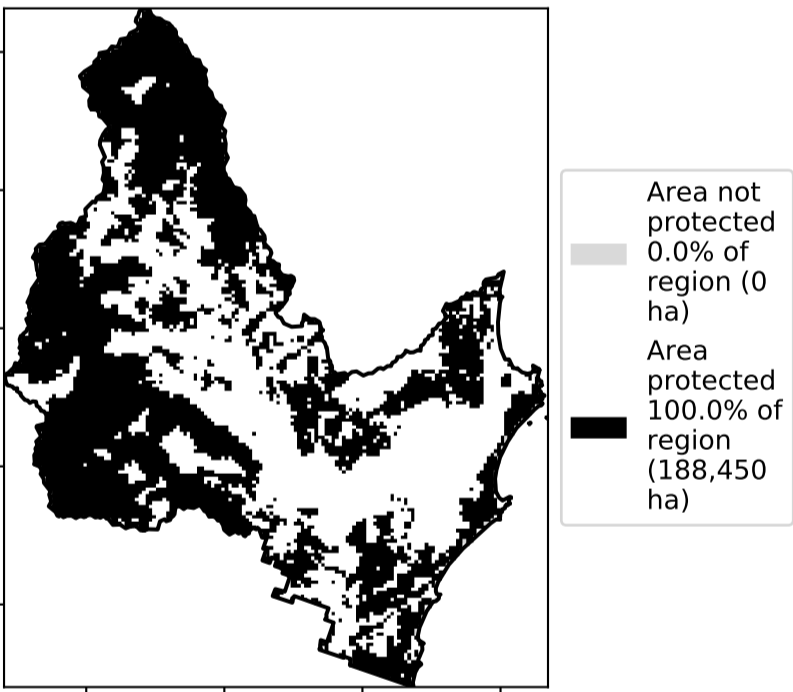 Area not
protected
0.0% of
region (0
ha)
Area
protected
100.0% of
region
(188,450
ha)